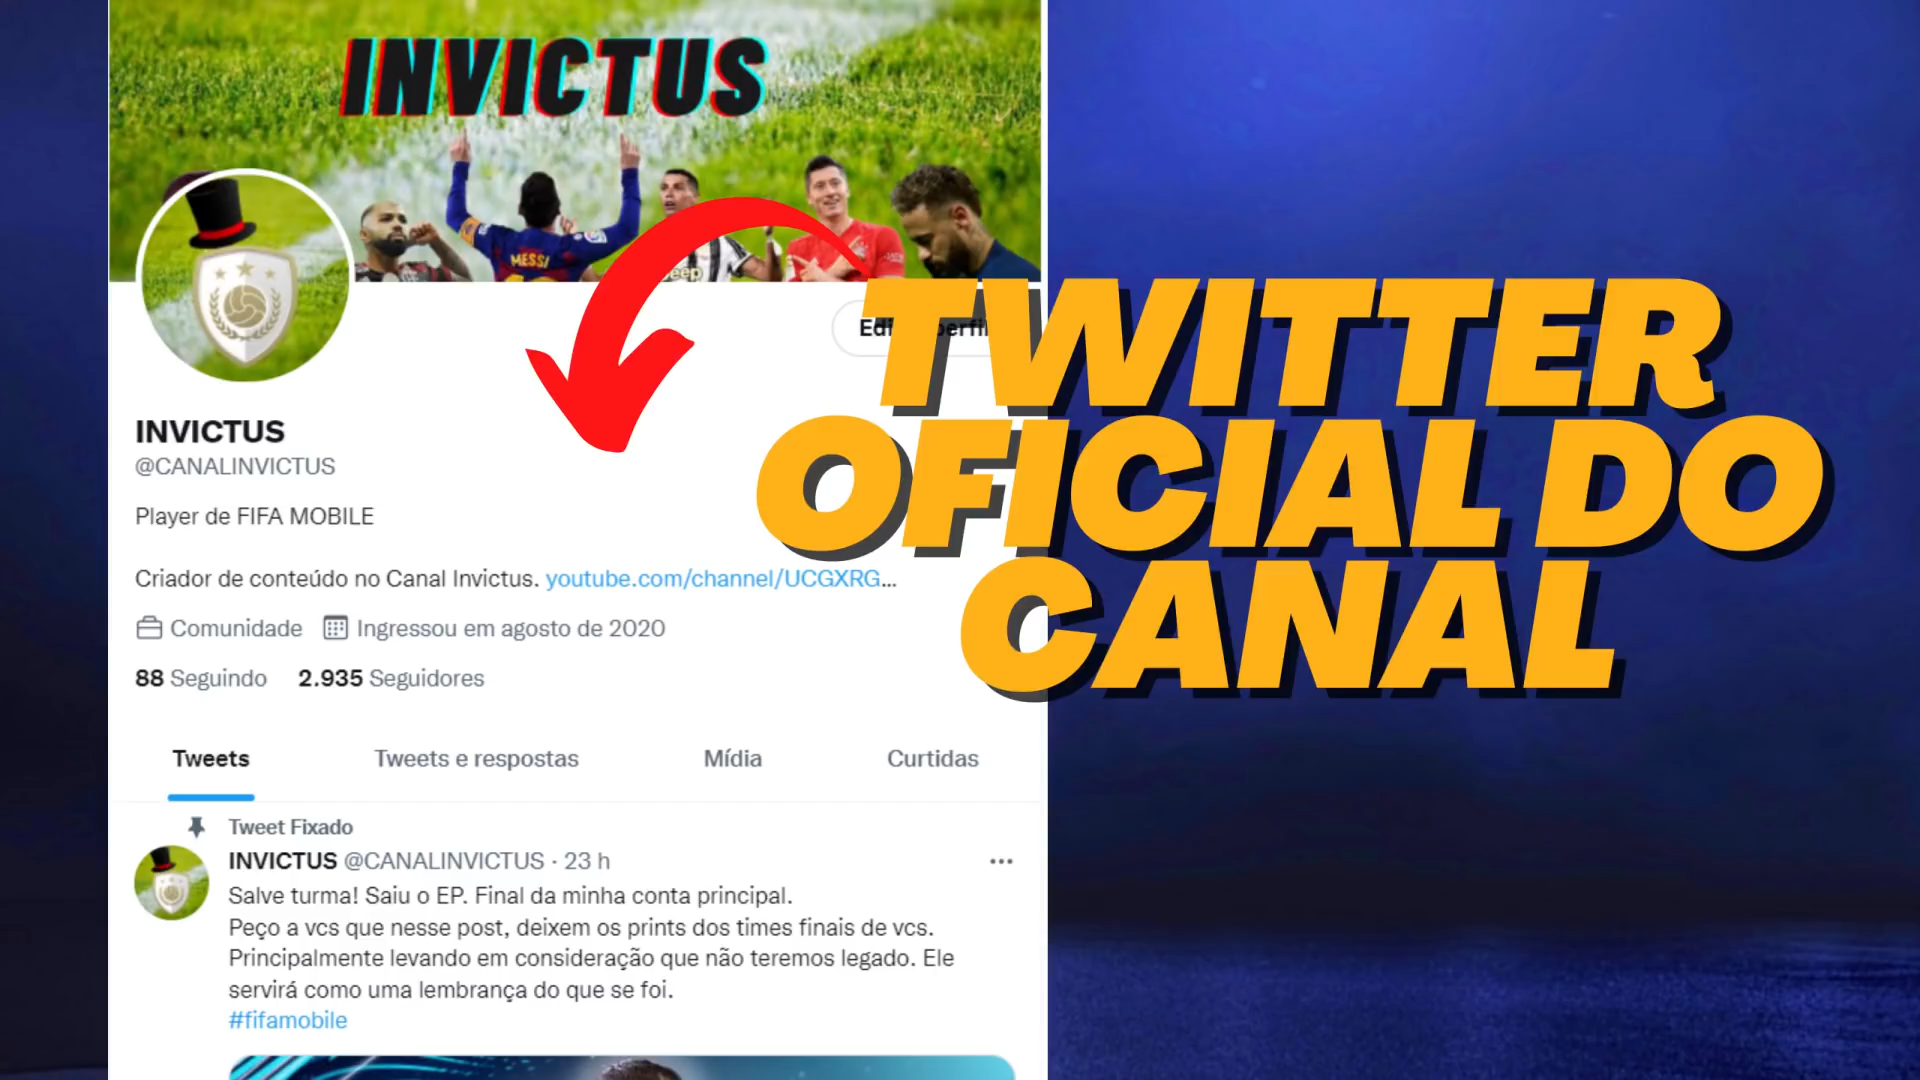 INVICTUS
MESSI
Jeep
TWITTER
OFICIAL DO
CANAL
INVICTUS
@CANALINVICTUS
Player de FIFA MOBILE
Criador de conteúdo no Canal Invictus. youtube.com/channel/UCGXRG...
Comunidade Ingressou em agosto de 2020
88 Seguindo 2.935 Seguidores
Tweets Tweets e respostas Mídia Curtidas
Tweet Fixado
INVICTUS @CANALINVICTUS · 23 h
Salve turma! Saiu o EP. Final da minha conta principal.
Peço a vcs que nesse post, deixem os prints dos times finais de vcs.
Principalmente levando em consideração que não teremos legado. Ele
servirá como uma lembrança do que se foi.
#fifamobile